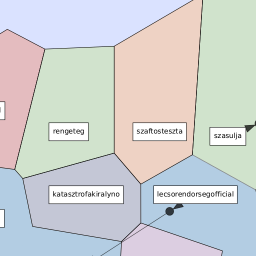 rengeteg
szaftosteszta
szasulja
katasztrofakiralyno
lecsorendorsegofficial